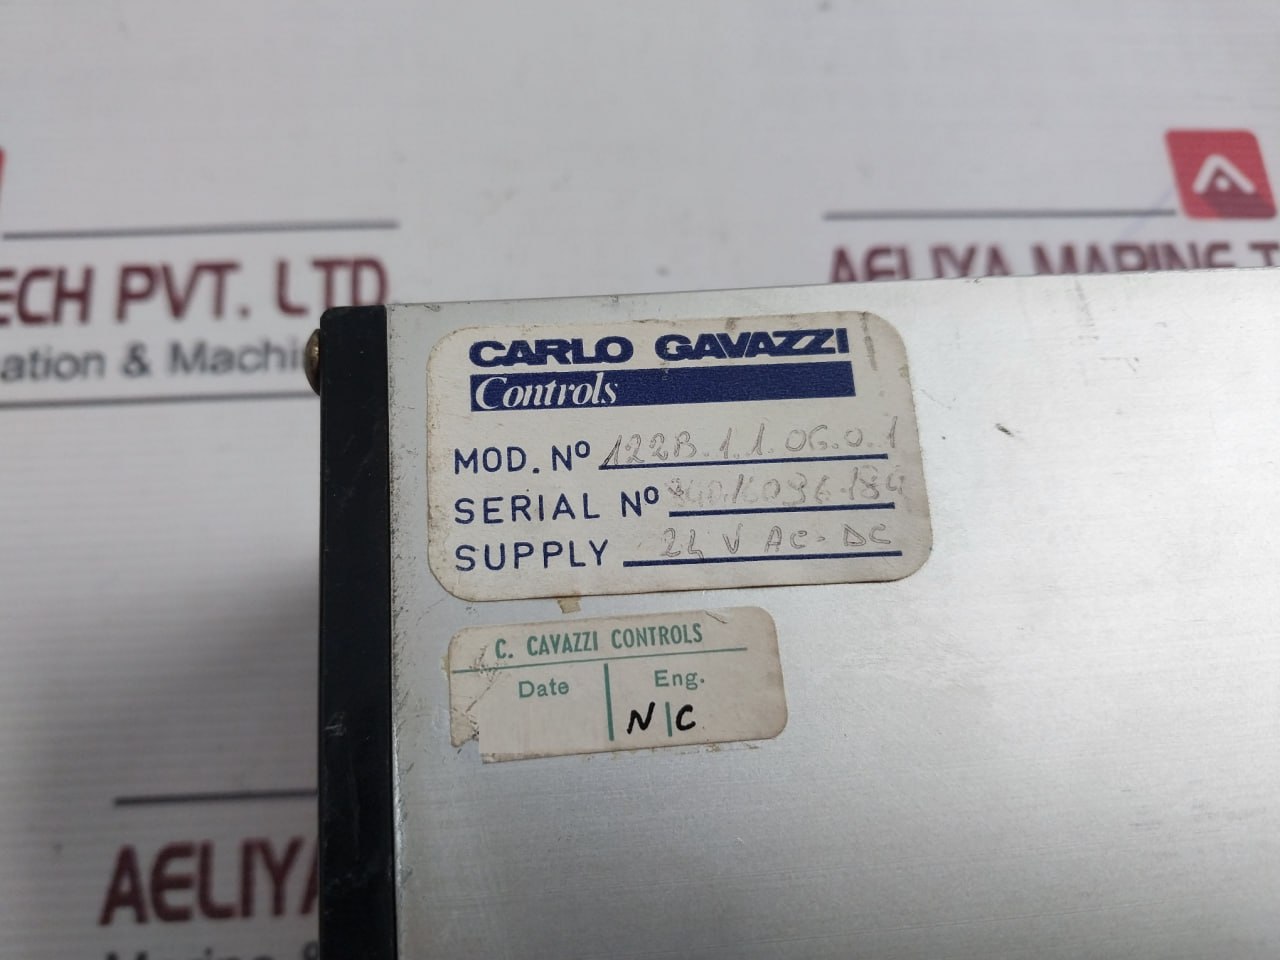 ECH PVT. LTD
ation & Machi
AELIYA MARINE T
CARLO GAVAZZI
Controls
MOD. Nº 122B.1.1.06.0.1
SERIAL Nº
SUPPLY 24 V AC-DC
C. CAVAZZI CONTROLS
Date Eng.
N/C
AELIYA
Marine &